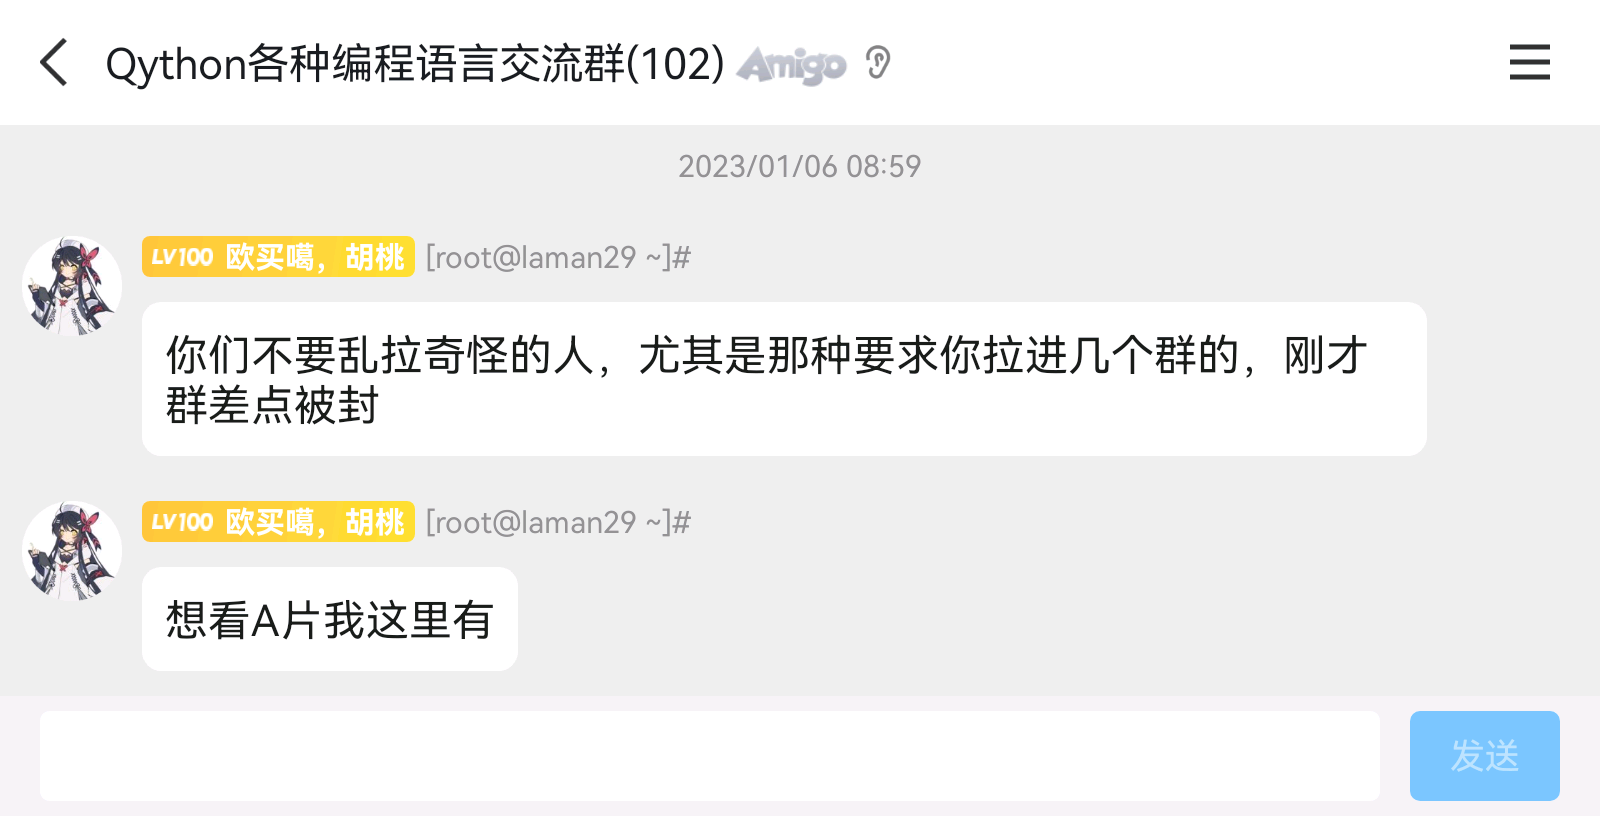 Qython各种编程语言交流群(102) Amigo
2023/01/06 08:59
LV100 欧买噶，胡桃 [root@laman29 ~]#
你们不要乱拉奇怪的人，尤其是那种要求你拉进几个群的，刚才
群差点被封
LV100 欧买噶，胡桃 [root@laman29 ~]#
想看A片我这里有
发送